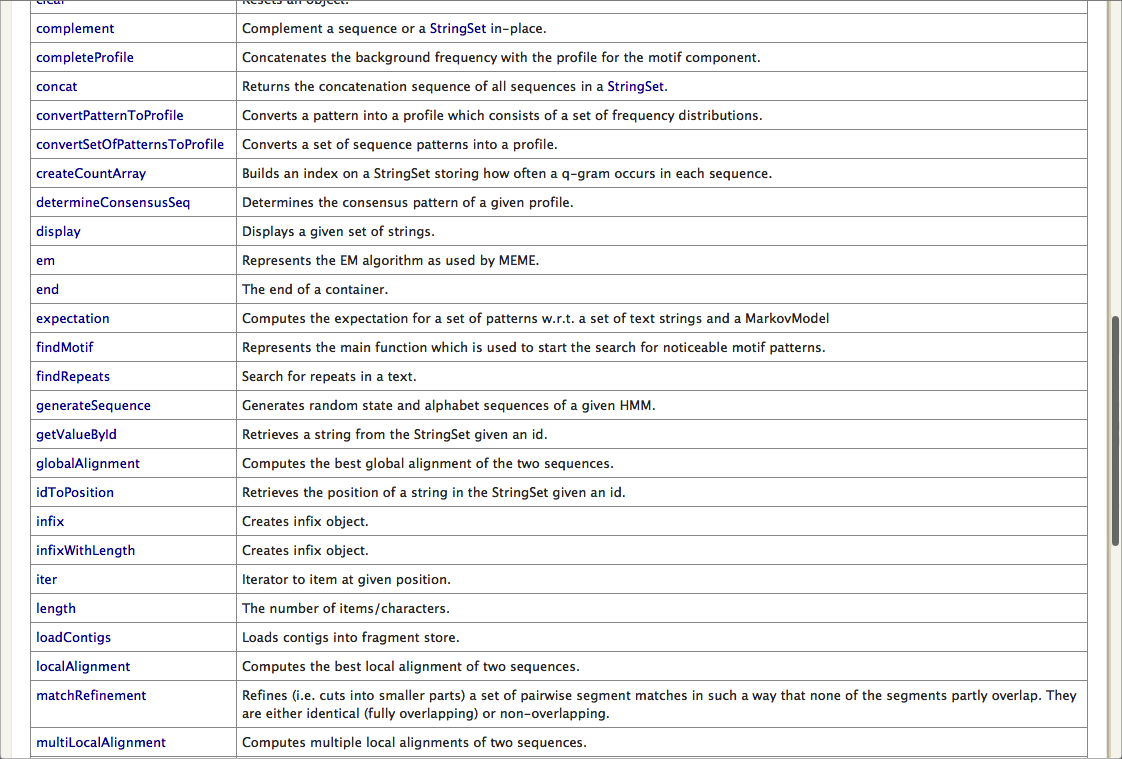 clear Resets an object.
complement Complement a sequence or a StringSet in-place.
completeProfile Concatenates the background frequency with the profile for the motif component.
concat Returns the concatenation sequence of all sequences in a StringSet.
convertPatternToProfile Converts a pattern into a profile which consists of a set of frequency distributions.
convertSetOfPatternsToProfile Converts a set of sequence patterns into a profile.
createCountArray Builds an index on a StringSet storing how often a q-gram occurs in each sequence.
determineConsensusSeq Determines the consensus pattern of a given profile.
display Displays a given set of strings.
em Represents the EM algorithm as used by MEME.
end The end of a container.
expectation Computes the expectation for a set of patterns w.r.t. a set of text strings and a MarkovModel
findMotif Represents the main function which is used to start the search for noticeable motif patterns.
findRepeats Search for repeats in a text.
generateSequence Generates random state and alphabet sequences of a given HMM.
getValueById Retrieves a string from the StringSet given an id.
globalAlignment Computes the best global alignment of the two sequences.
idToPosition Retrieves the position of a string in the StringSet given an id.
infix Creates infix object.
infixWithLength Creates infix object.
iter Iterator to item at given position.
length The number of items/characters.
loadContigs Loads contigs into fragment store.
localAlignment Computes the best local alignment of two sequences.
matchRefinement Refines (i.e. cuts into smaller parts) a set of pairwise segment matches in such a way that none of the segments partly overlap. They
are either identical (fully overlapping) or non-overlapping.
multiLocalAlignment Computes multiple local alignments of two sequences.